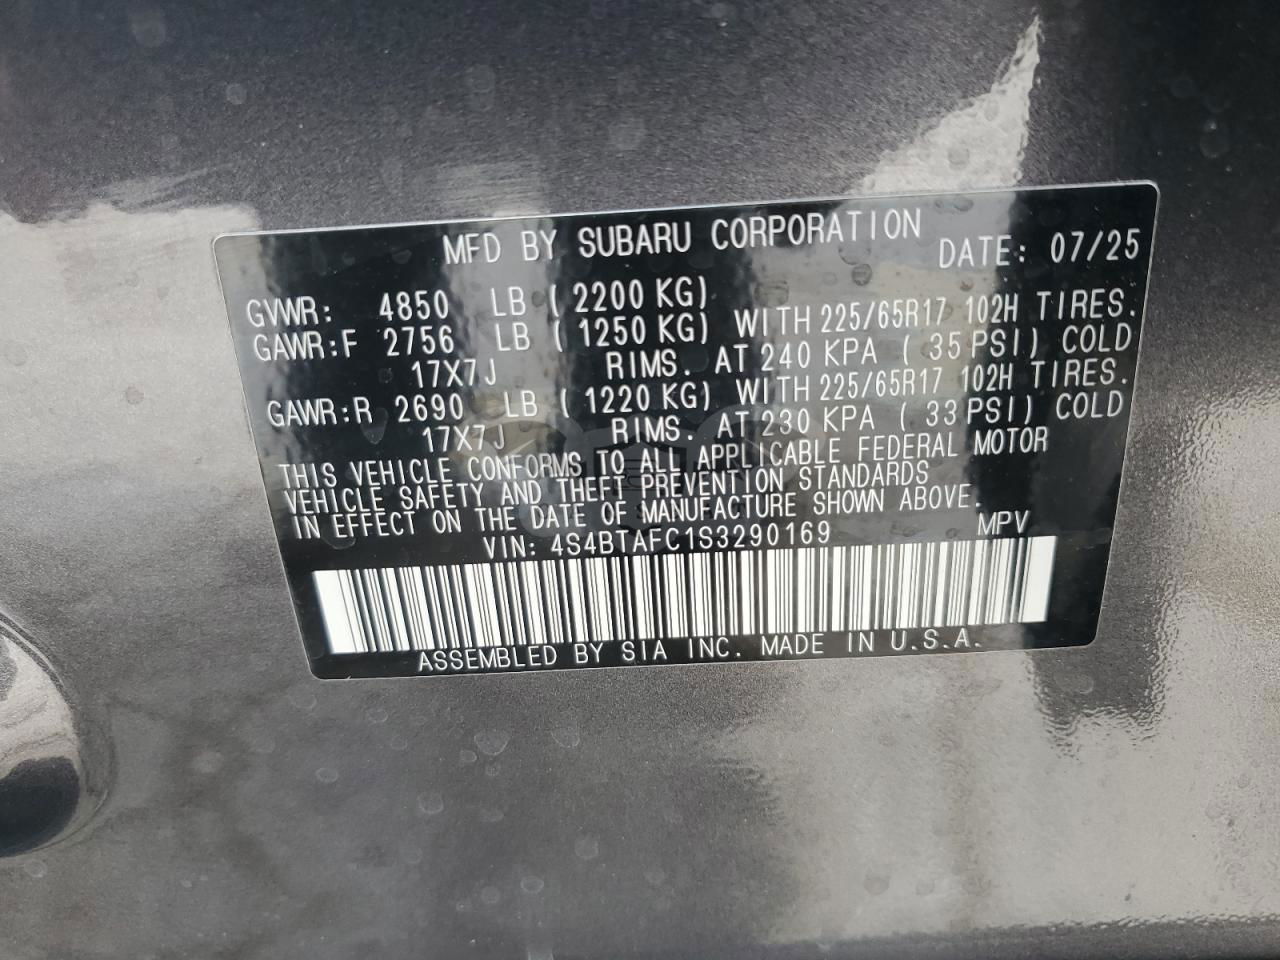 MFD BY SUBARU CORPORATION
DATE: 07/25
GVWR: 4850 LB ( 2200 KG)
GAWR:F 2756 LB ( 1250 KG) WITH 225/65R17 102H TIRES.
17X7J RIMS. AT 240 KPA ( 35 PSI) COLD
GAWR:R 2690 LB ( 1220 KG) WITH 225/65R17 102H TIRES.
17X7J RIMS. AT 230 KPA ( 33 PSI) COLD
THIS VEHICLE CONFORMS TO ALL APPLICABLE FEDERAL MOTOR
VEHICLE SAFETY AND THEFT PREVENTION STANDARDS
IN EFFECT ON THE DATE OF MANUFACTURE SHOWN ABOVE.
VIN: 4S4BTAFC1S3290169 MPV
ASSEMBLED BY SIA INC. MADE IN U.S.A.